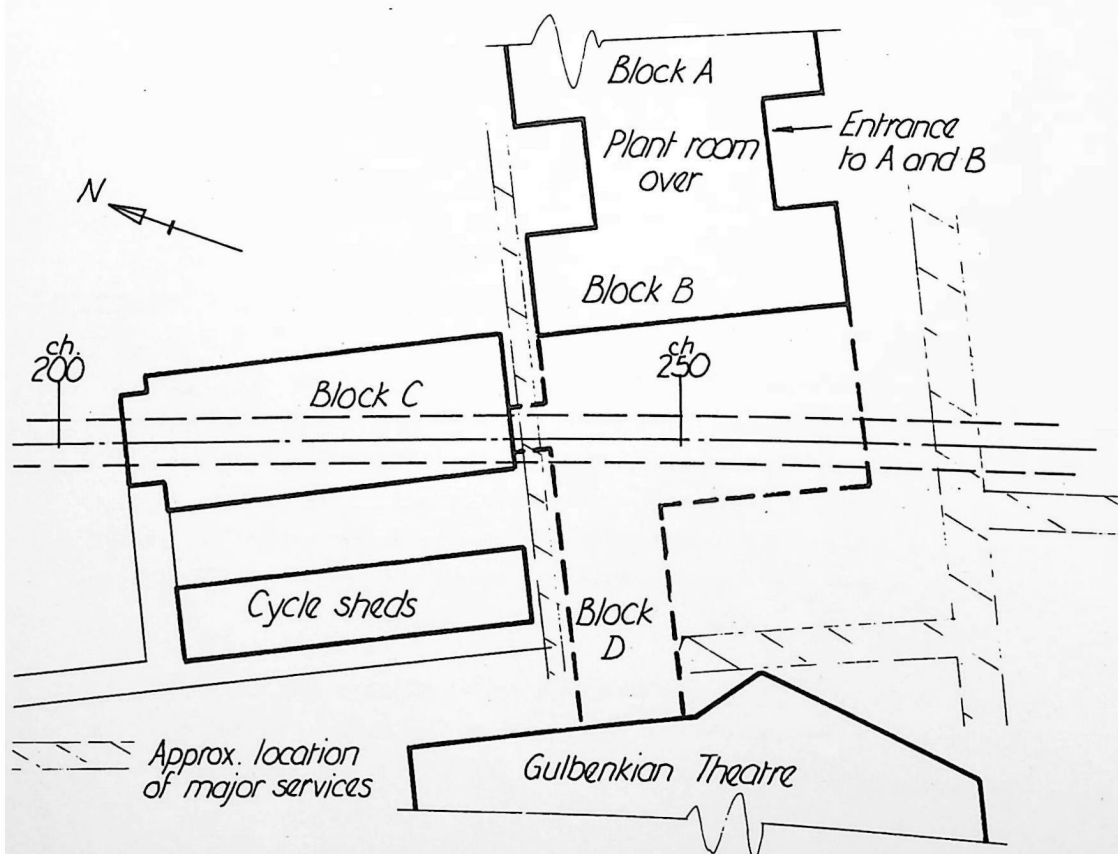 Block A
Plant room
over
Entrance
to A and B
N
Block B
ch.
200
Block C
ch
250
Cycle sheds
Block
D
Approx. location
of major services
Gulbenkian Theatre